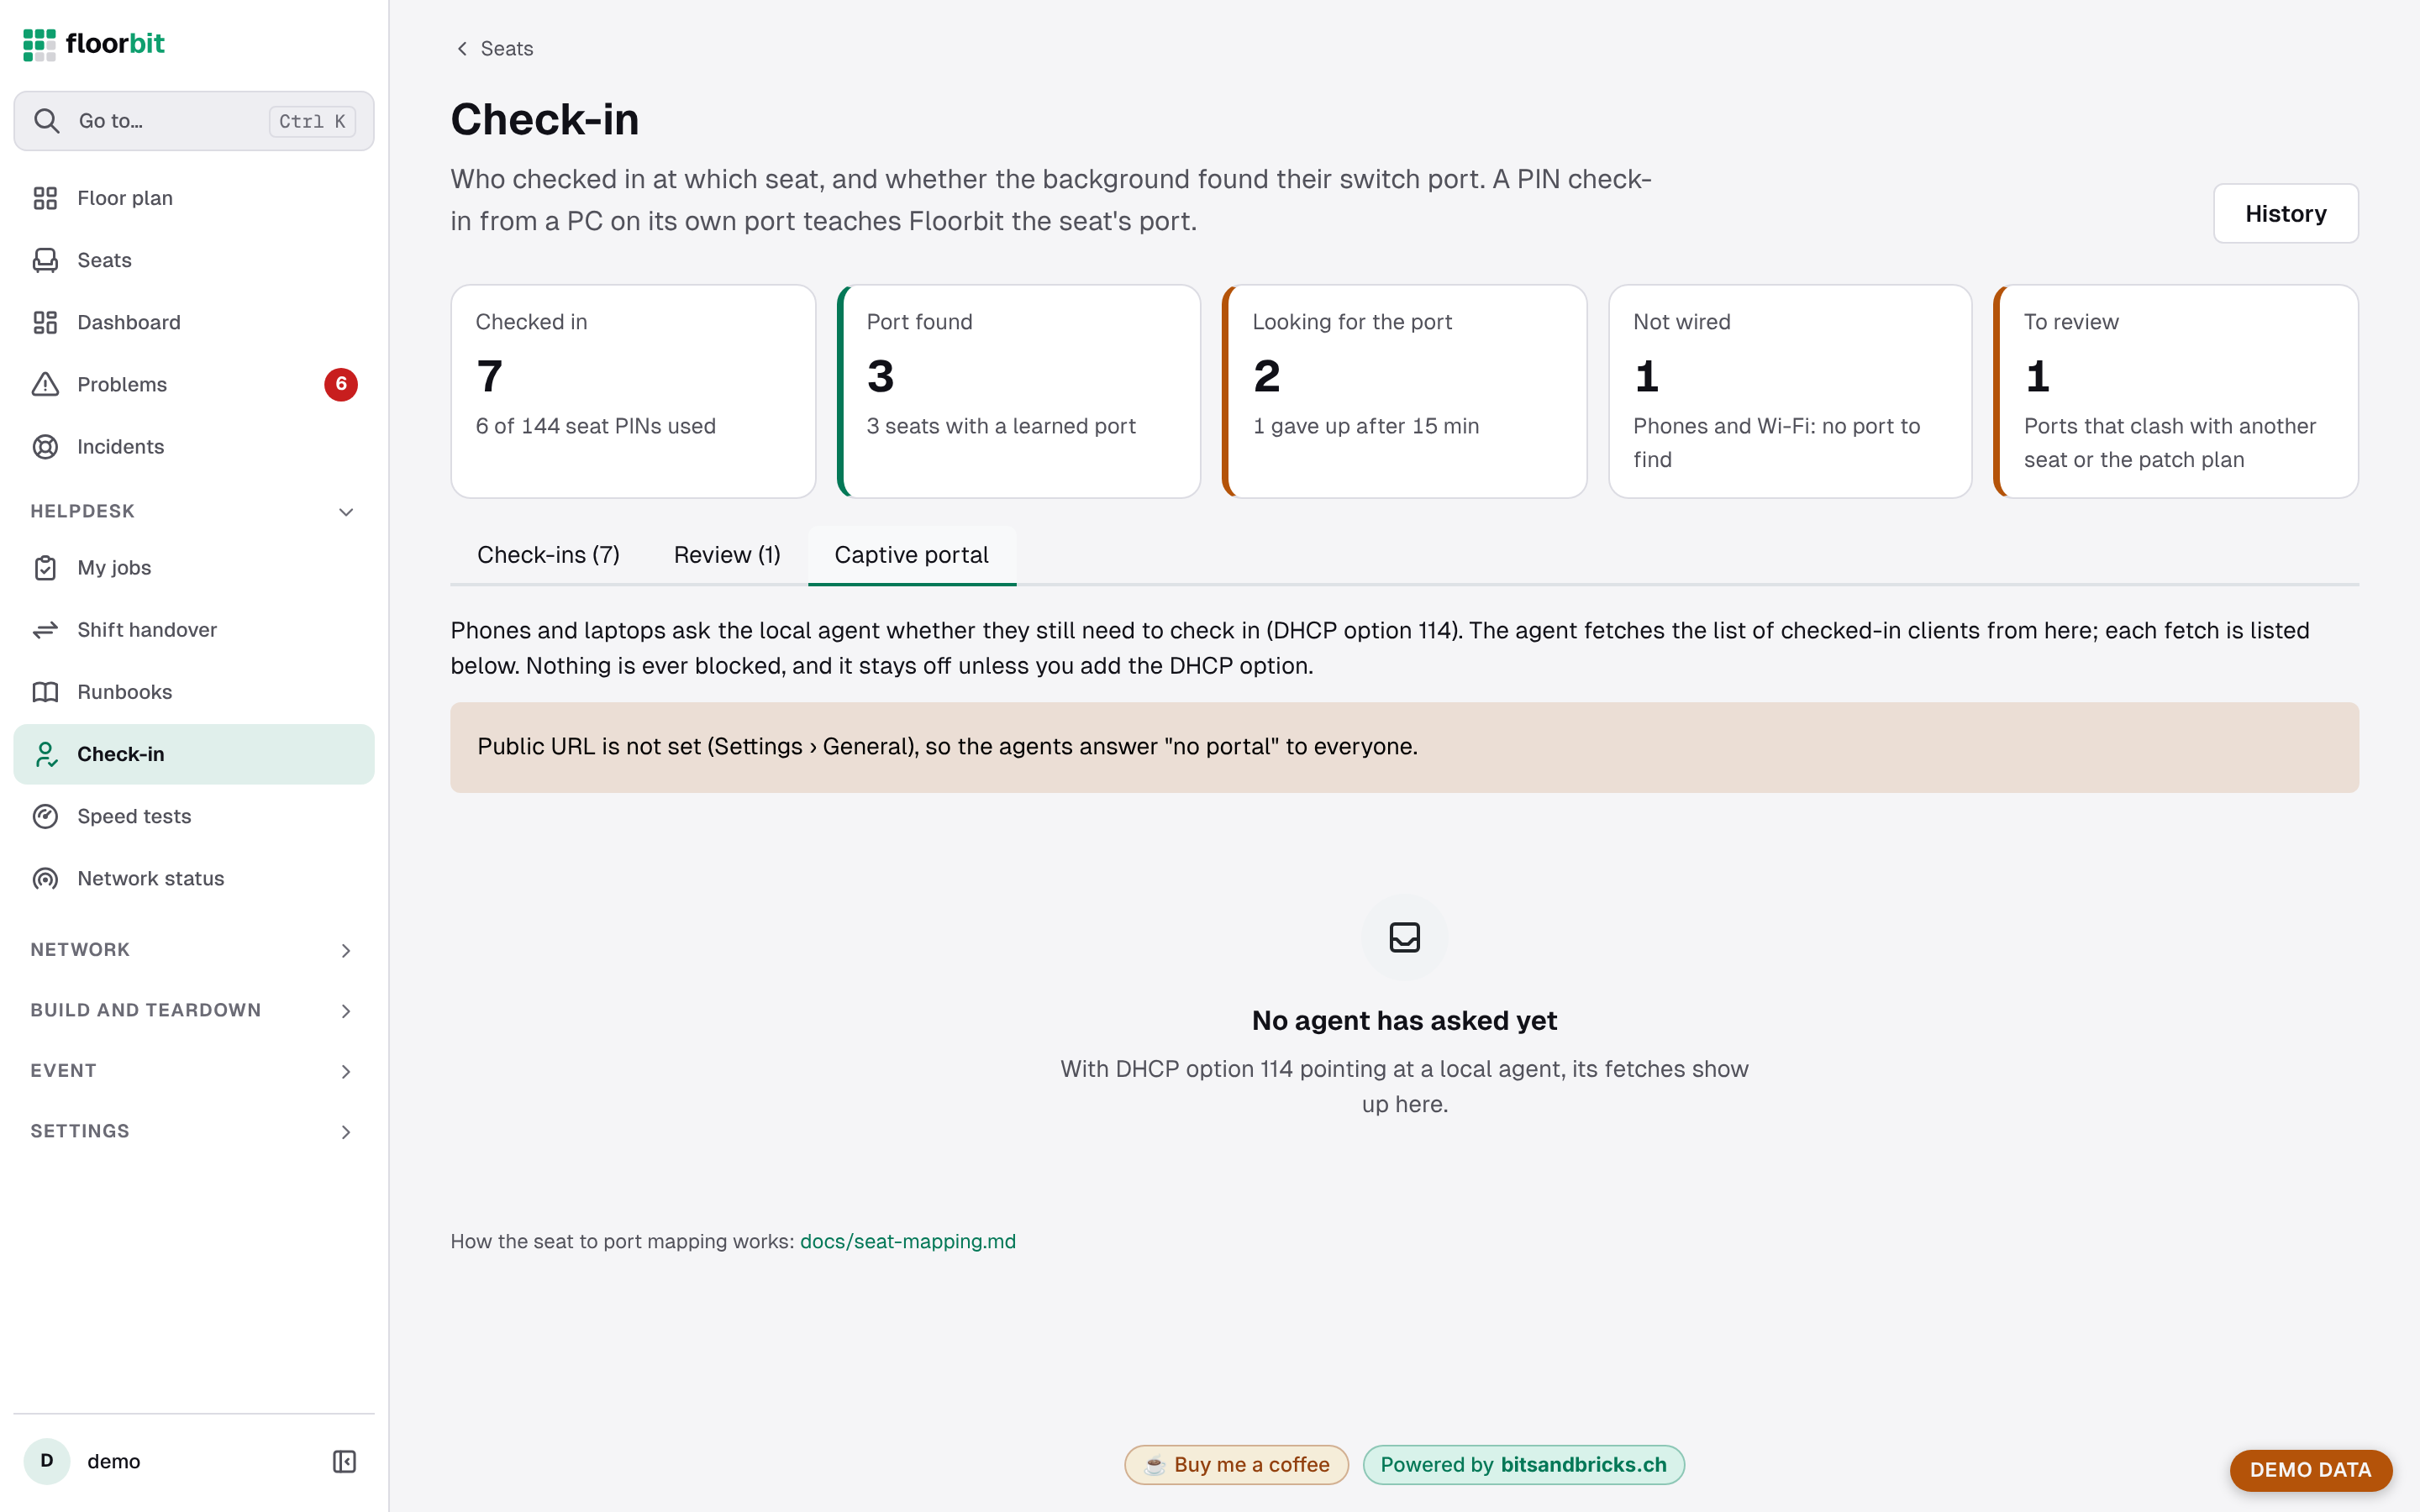 floorbit
Go to...
Ctrl K
Floor plan
Seats
Dashboard
Problems
6
Incidents
HELPDESK
My jobs
Shift handover
Runbooks
Check-in
Speed tests
Network status
NETWORK
BUILD AND TEARDOWN
EVENT
SETTINGS
D
demo
Seats
Check-in
Who checked in at which seat, and whether the background found their switch port. A PIN check-
in from a PC on its own port teaches Floorbit the seat's port.
History
Checked in
7
6 of 144 seat PINs used
Port found
3
3 seats with a learned port
Looking for the port
2
1 gave up after 15 min
Not wired
1
Phones and Wi-Fi: no port to
find
To review
1
Ports that clash with another
seat or the patch plan
Check-ins (7)
Review (1)
Captive portal
Phones and laptops ask the local agent whether they still need to check in (DHCP option 114). The agent fetches the list of checked-in clients from here; each fetch is listed
below. Nothing is ever blocked, and it stays off unless you add the DHCP option.
Public URL is not set (Settings › General), so the agents answer "no portal" to everyone.
No agent has asked yet
With DHCP option 114 pointing at a local agent, its fetches show
up here.
How the seat to port mapping works: docs/seat-mapping.md
☕ Buy me a coffee
Powered by bitsandbricks.ch
DEMO DATA